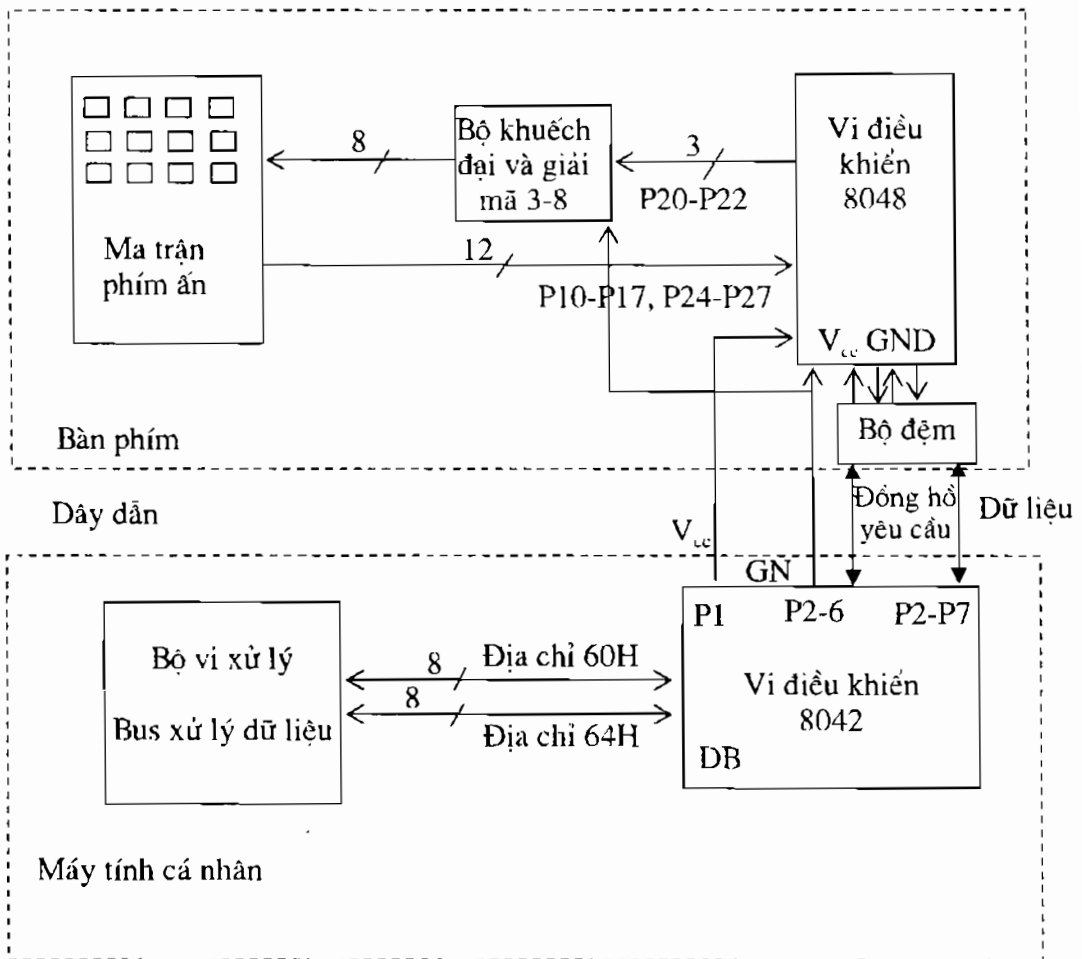 Bộ khuếch
đại và giải
mã 3-8
8
3
P20-P22
Vi điều
khiển
8048
Ma trận
phím ấn
12
P10-P17, P24-P27
Vcc GND
Bộ đệm
Bàn phím
Dây dẫn
Đồng hồ
yêu cầu
Dữ liệu
Vcc
GN
P1
P2-6
P2-P7
Bộ vi xử lý
Bus xử lý dữ liệu
8
Địa chỉ 60H
8
Địa chỉ 64H
Vi điều khiển
8042
DB
Máy tính cá nhân